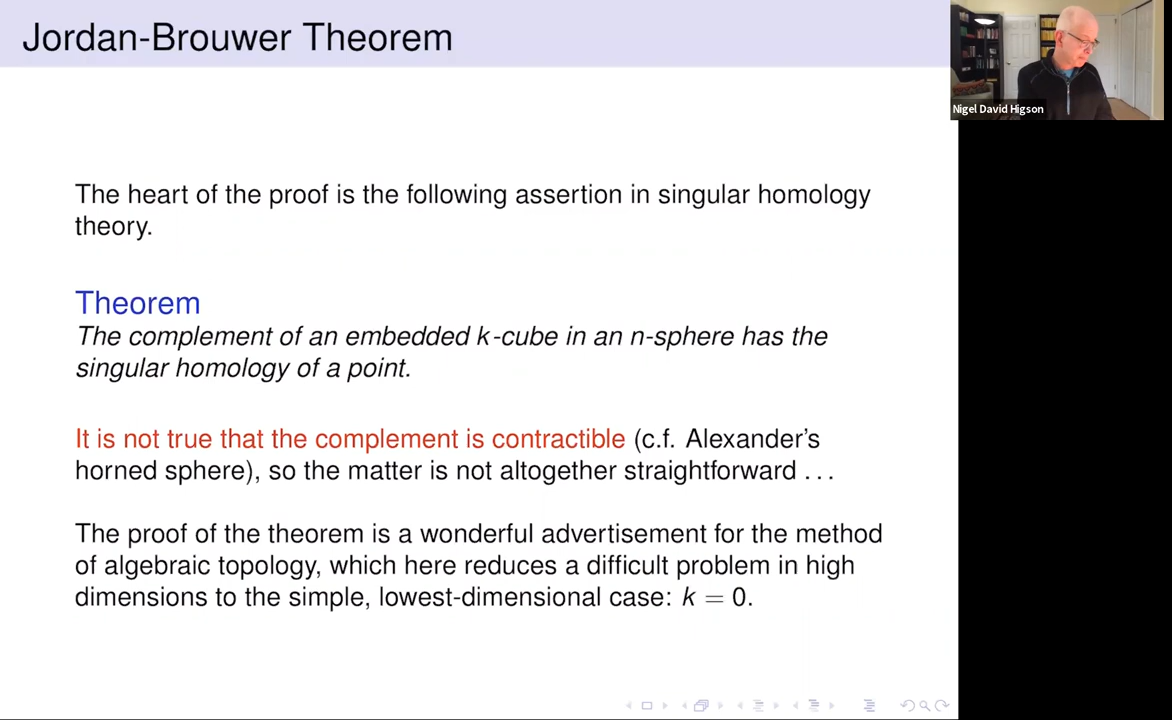 Jordan-Brouwer Theorem
Nigel David Higson
The heart of the proof is the following assertion in singular homology
theory.
Theorem
The complement of an embedded k-cube in an n-sphere has the
singular homology of a point.
It is not true that the complement is contractible (c.f. Alexander's
horned sphere), so the matter is not altogether straightforward . . .
The proof of the theorem is a wonderful advertisement for the method
of algebraic topology, which here reduces a difficult problem in high
dimensions to the simple, lowest-dimensional case: k = 0.